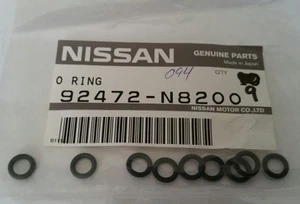 NISSAN
GENUINE PARTS
Made in Japan
O RING
094
QTY
92472-N8200
9
NISSAN MOTOR CO.,LTD.